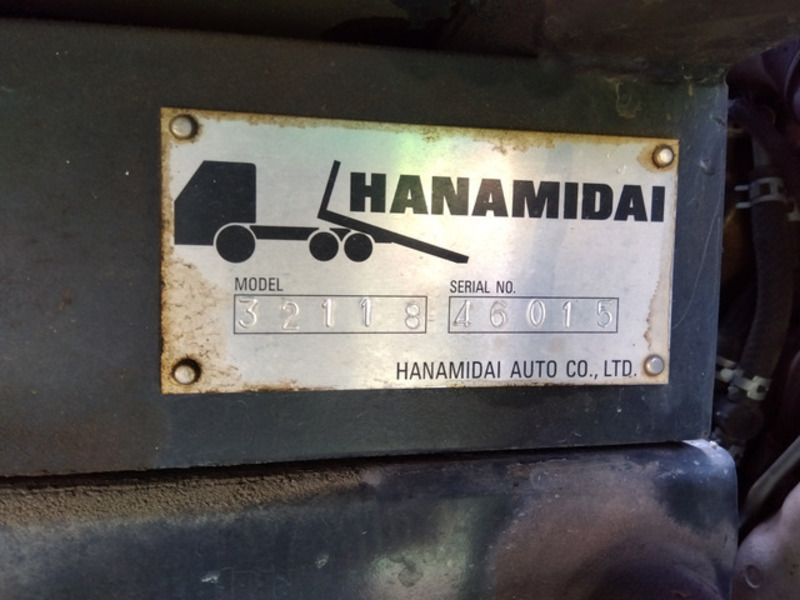 HANAMIDAI
MODEL SERIAL NO.
32118 46015
HANAMIDAI AUTO CO., LTD.